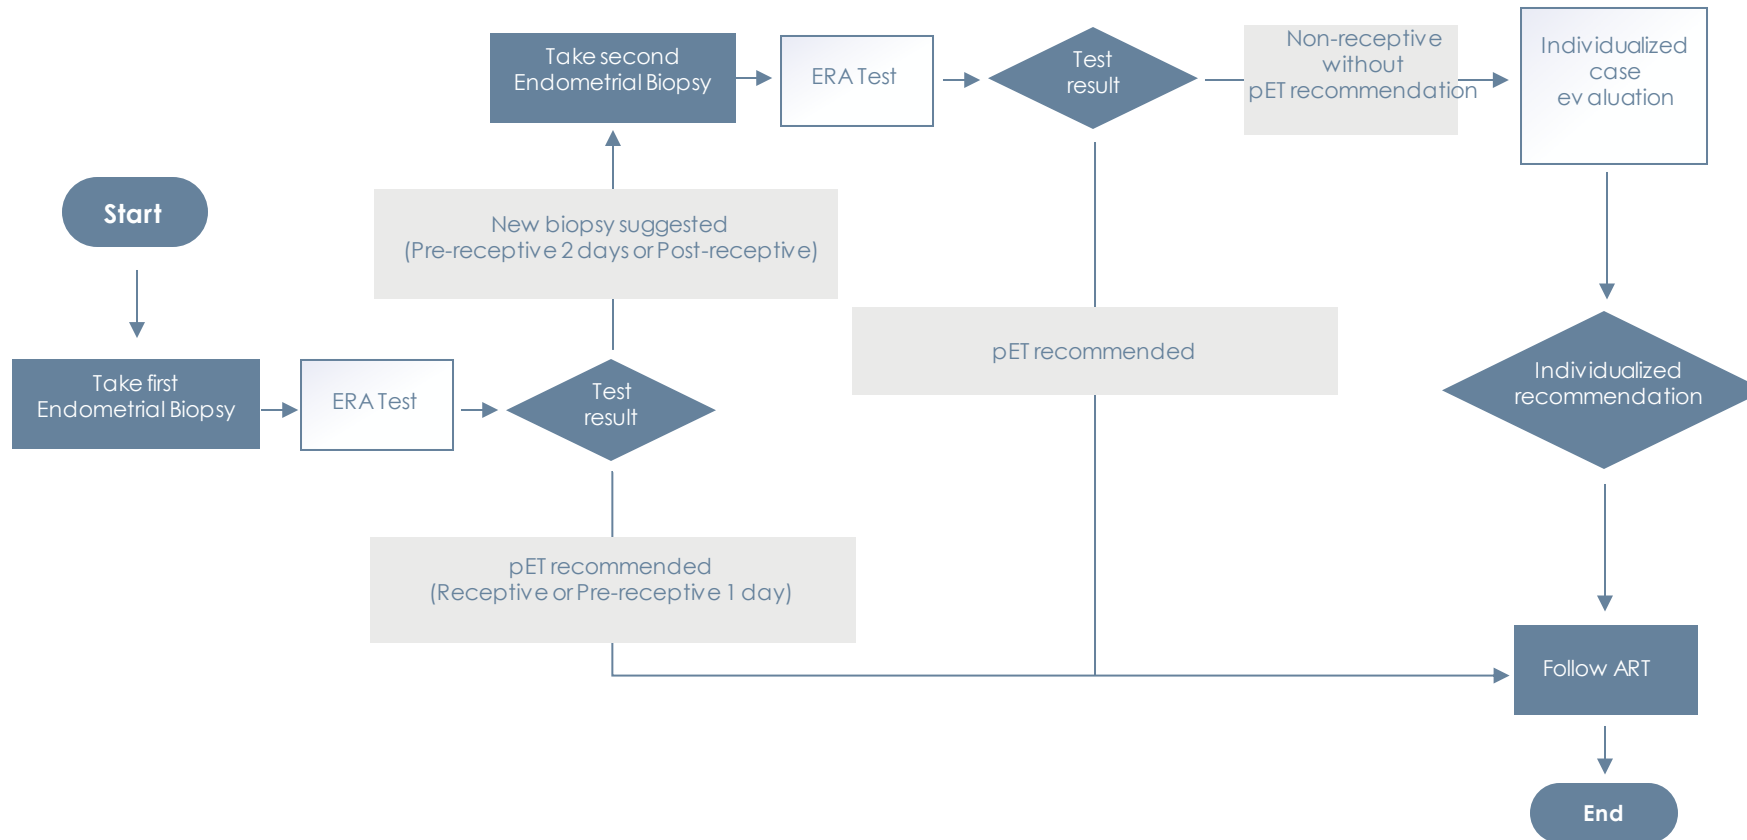 Start
Take first
Endometrial Biopsy
ERA Test
Test
result
New biopsy suggested
(Pre-receptive 2 days or Post-receptive)
Take second
Endometrial Biopsy
ERA Test
Test
result
Non-receptive
without
pET recommendation
Individualized
case
evaluation
pET recommended
Individualized
recommendation
pET recommended
(Receptive or Pre-receptive 1 day)
Follow ART
End